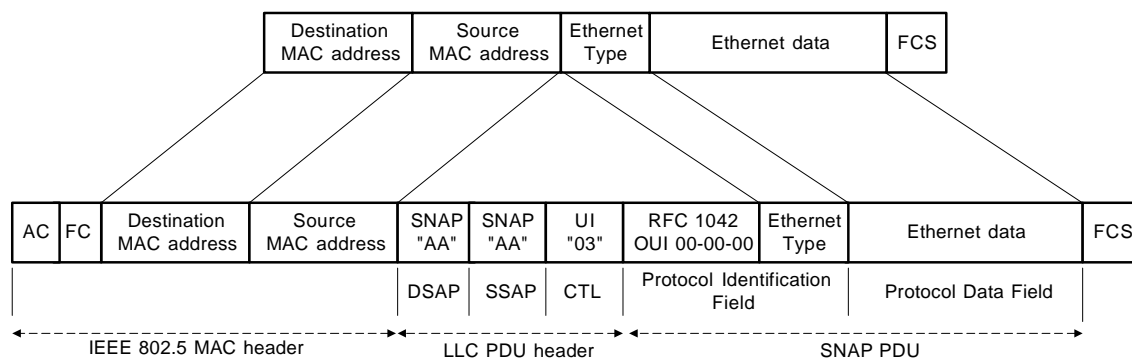 Destination MAC address Source MAC address Ethernet Type Ethernet data FCS
AC FC Destination MAC address Source MAC address SNAP "AA" SNAP "AA" UI "03" RFC 1042 OUI 00-00-00 Ethernet Type Ethernet data FCS
DSAP SSAP CTL Protocol Identification Field Protocol Data Field
IEEE 802.5 MAC header LLC PDU header SNAP PDU